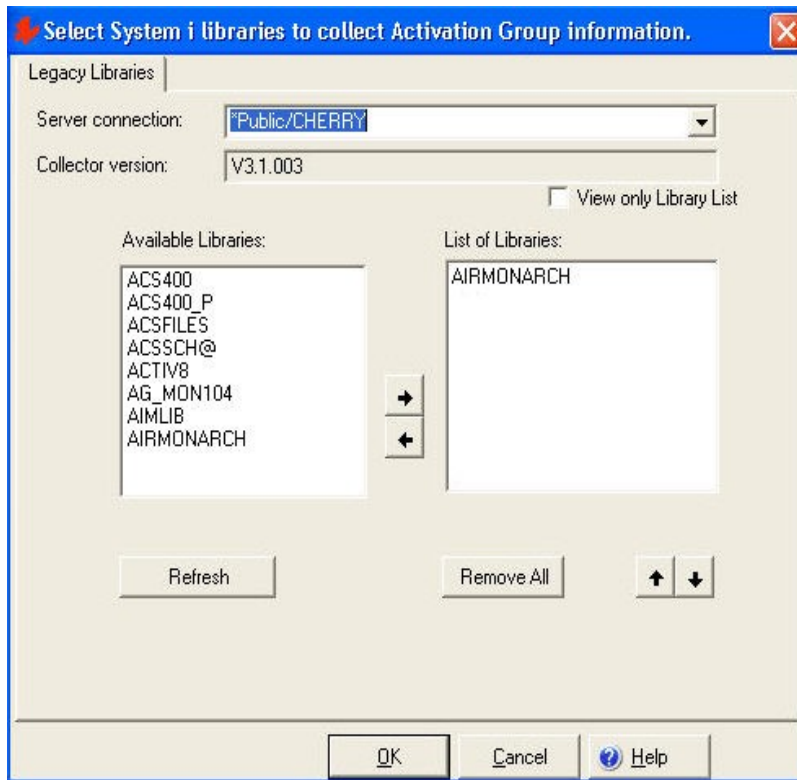 Select System i libraries to collect Activation Group information.
Legacy Libraries
Server connection: *Public/CHERRY
Collector version: V3.1.003
View only Library List
Available Libraries:
ACS400
ACS400_P
ACSFILES
ACSSCH@
ACTIV8
AG_MON104
AIMLIB
AIRMONARCH
List of Libraries:
AIRMONARCH
Refresh
Remove All
OK
Cancel
Help